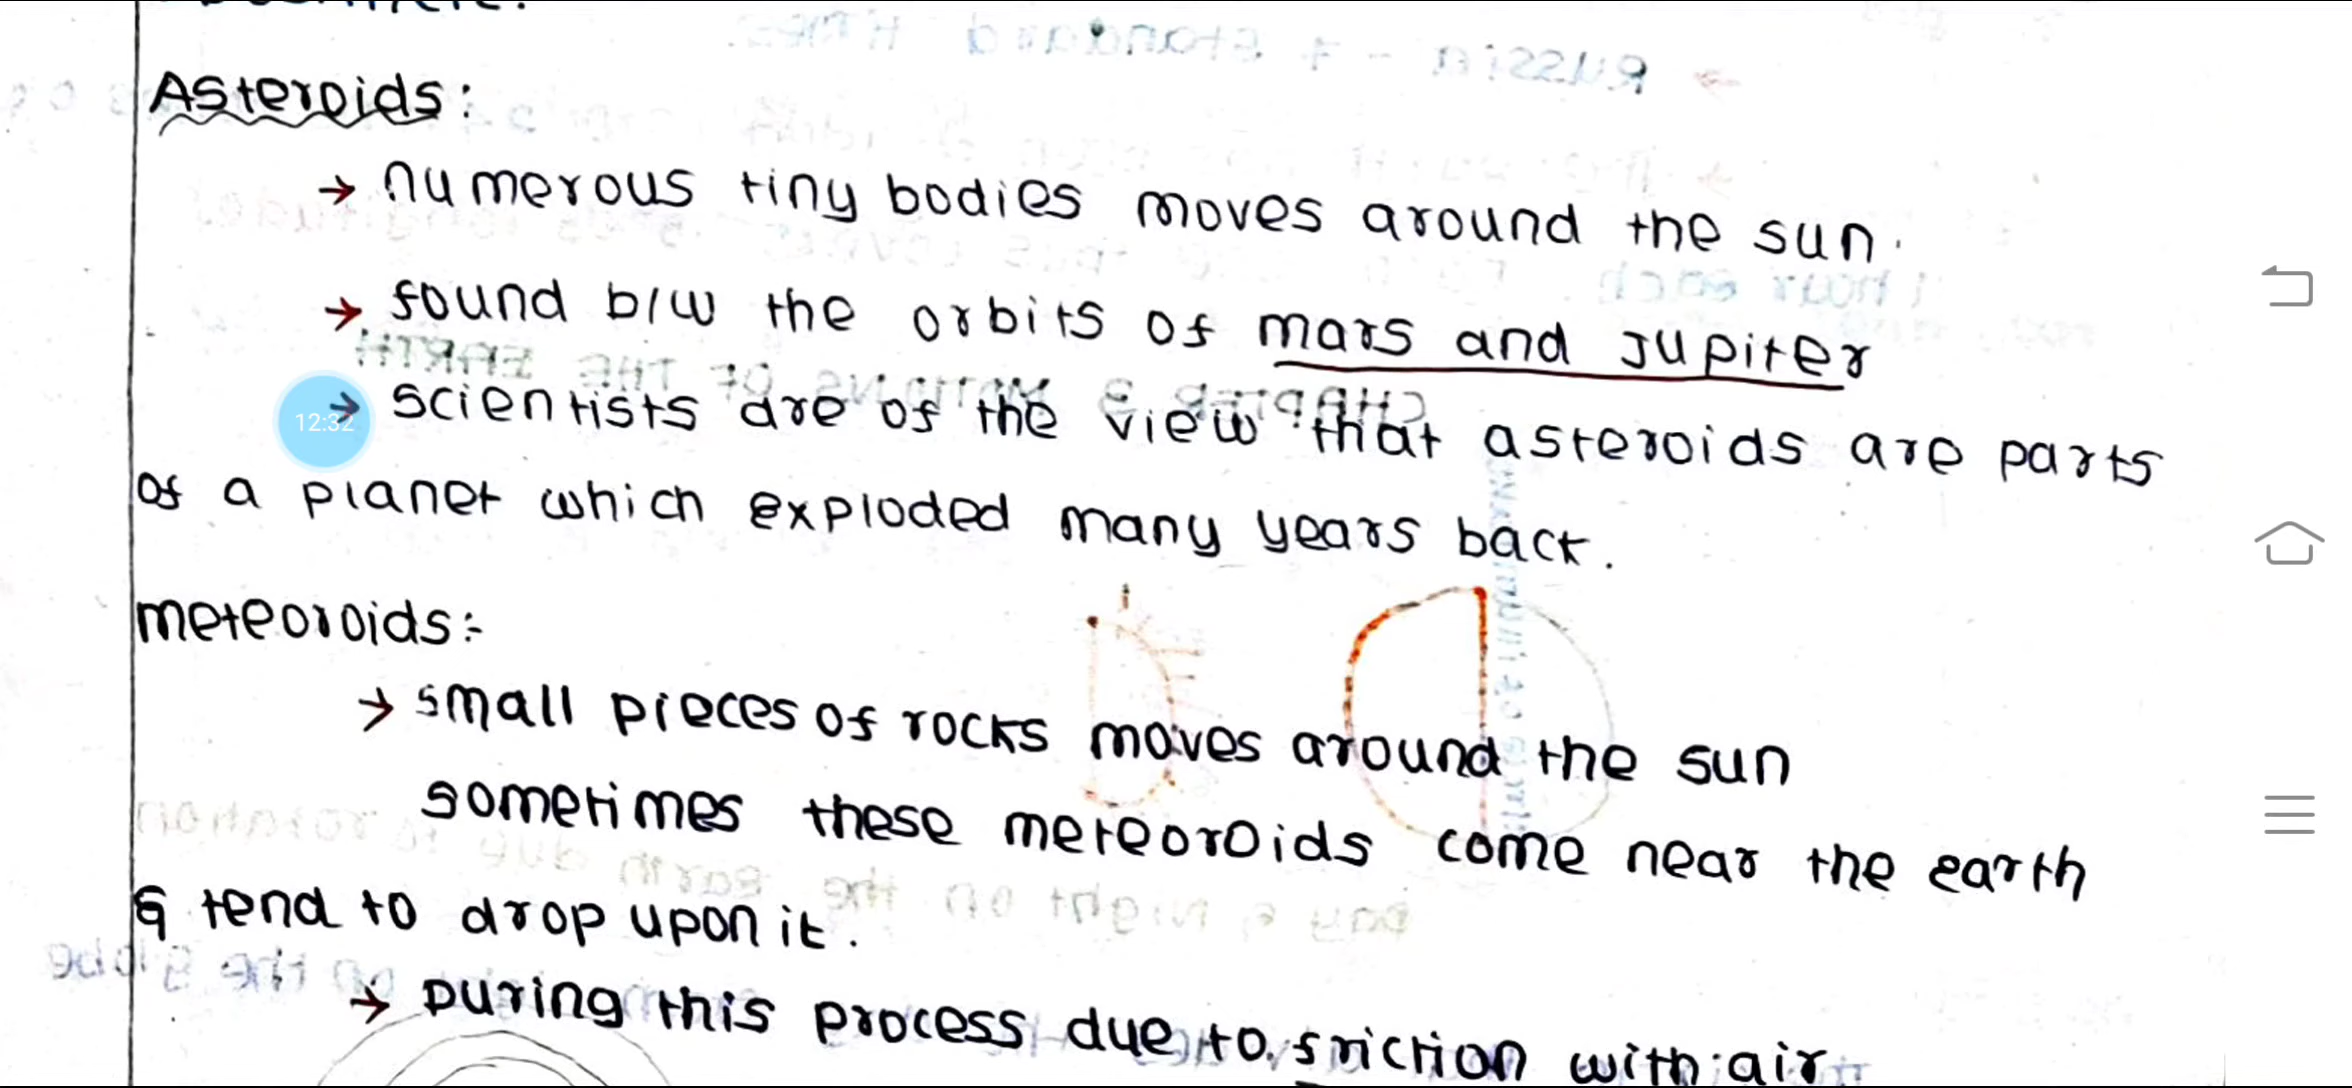 Asteroids:
→ numerous tiny bodies moves around the sun.
→ found b/w the orbits of mars and Jupiter
→ scientists are of the view that asteroids are parts
of a planet which exploded many years back.
meteoroids:-
→ small pieces of rocks moves around the sun
sometimes these meteoroids come near the earth
& tend to drop upon it.
→ During this process due to friction with air
12:32